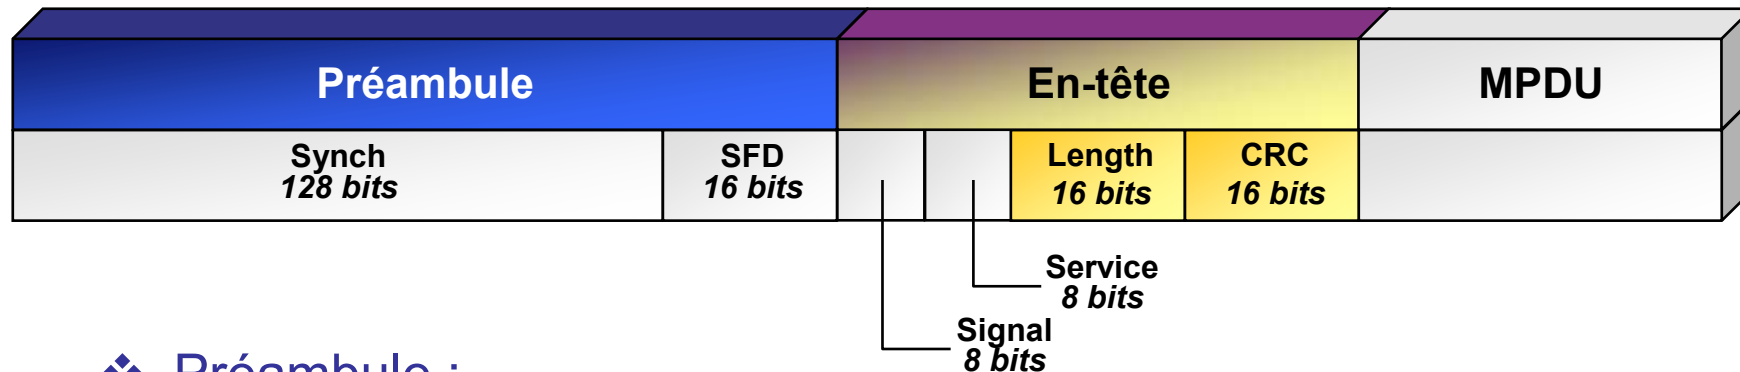 Préambule
En-tête
MPDU
Synch
128 bits
SFD
16 bits
Length
16 bits
CRC
16 bits
Service
8 bits
Signal
8 bits
❖ Préambule :